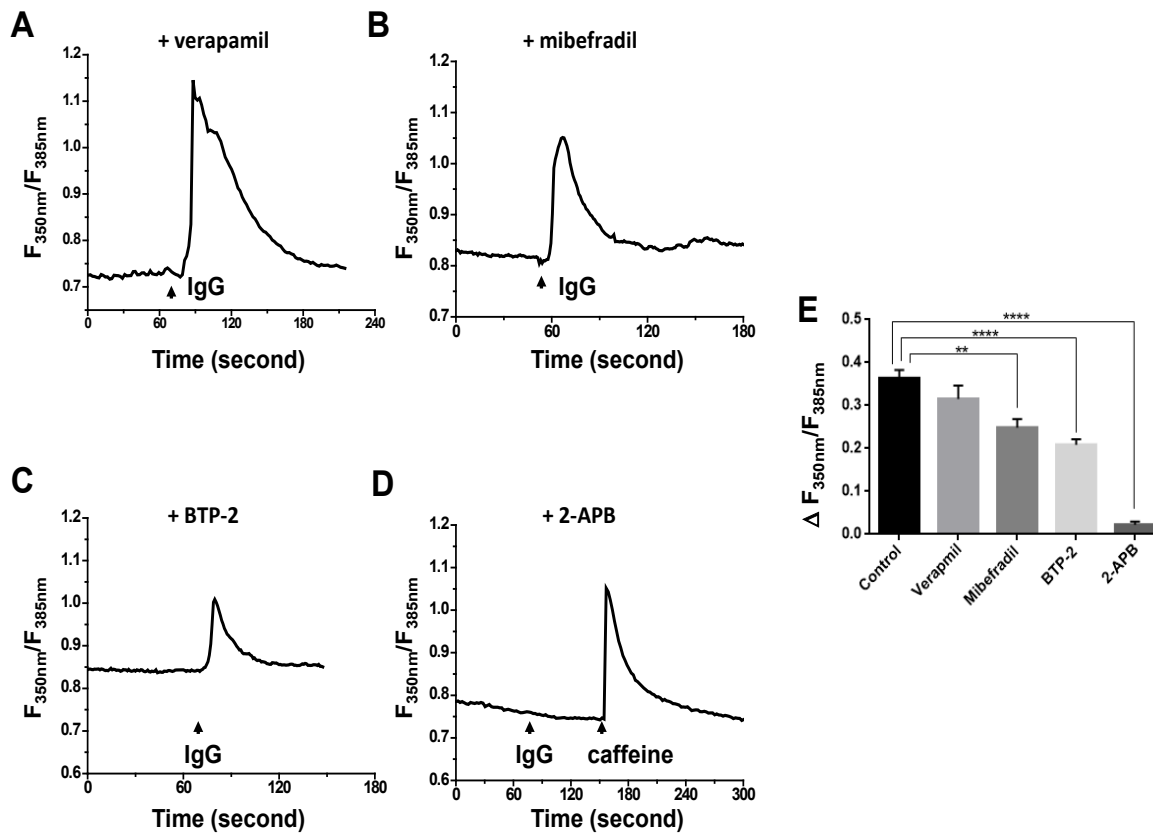 A
+ verapamil
1.2
1.1
1.0
0.9
0.8
0.7
F350nm/F385nm
IgG
0 60 120 180 240
Time (second)
B
+ mibefradil
1.2
1.1
1.0
0.9
0.8
0.7
F350nm/F385nm
IgG
0 60 120 180
Time (second)
C
+ BTP-2
1.2
1.1
1.0
0.9
0.8
0.7
0.6
F350nm/F385nm
IgG
0 60 120 180
Time (second)
D
+ 2-APB
1.2
1.1
1.0
0.9
0.8
0.7
0.6
F350nm/F385nm
IgG caffeine
0 60 120 180 240 300
Time (second)
E
0.5
0.4
0.3
0.2
0.1
0.0
Δ F350nm/F385nm
****
****
**
Control
Verapmil
Mibefradil
BTP-2
2-APB